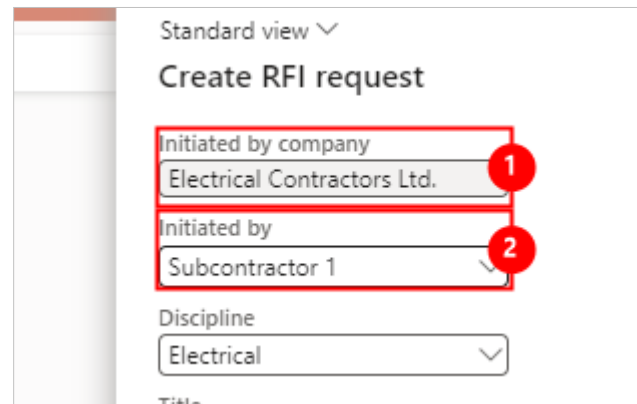 Standard view
Create RFI request
Initiated by company
1
Electrical Contractors Ltd.
Initiated by
2
Subcontractor 1
Discipline
Electrical
Title